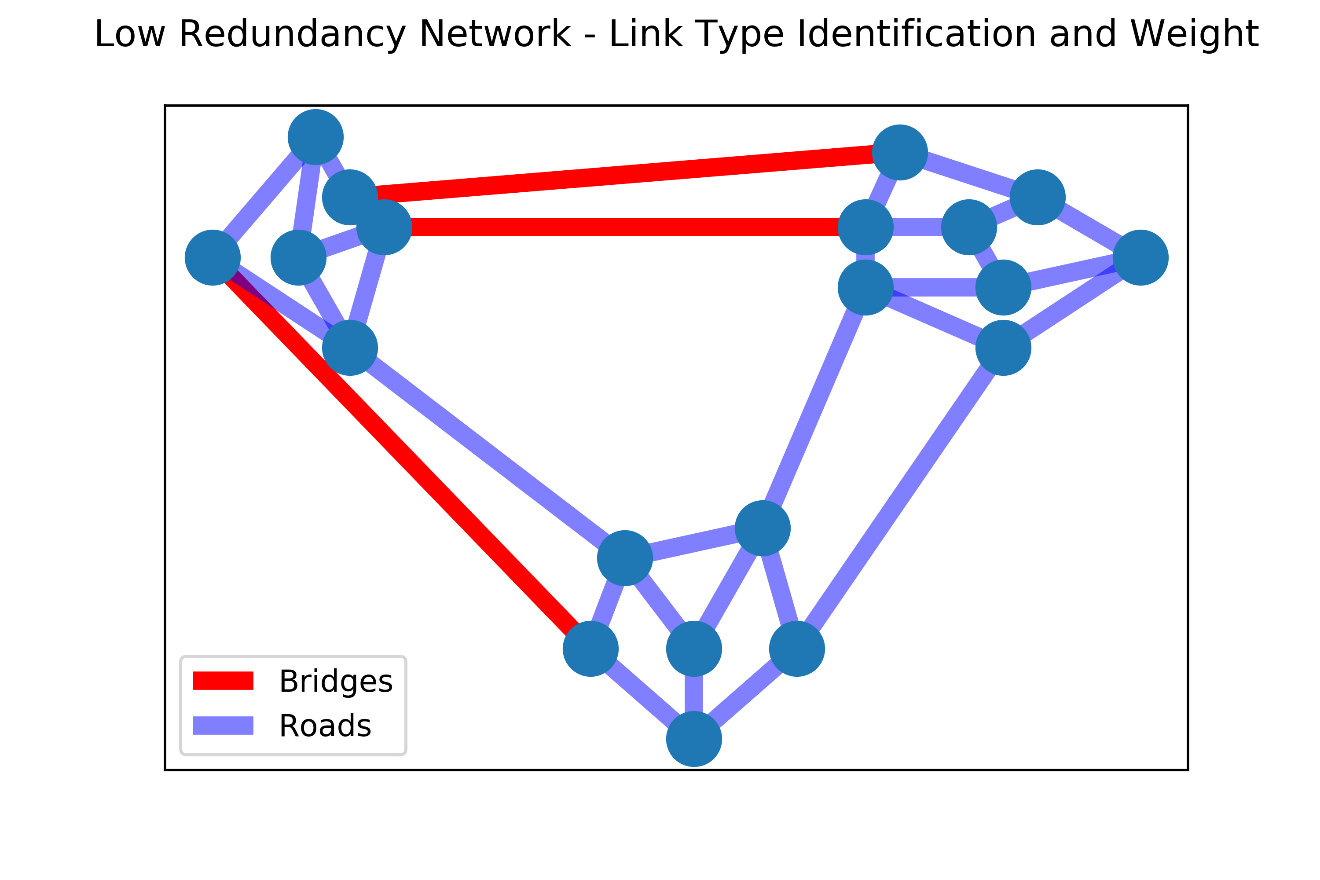 Low Redundancy Network - Link Type Identification and Weight
Bridges
Roads